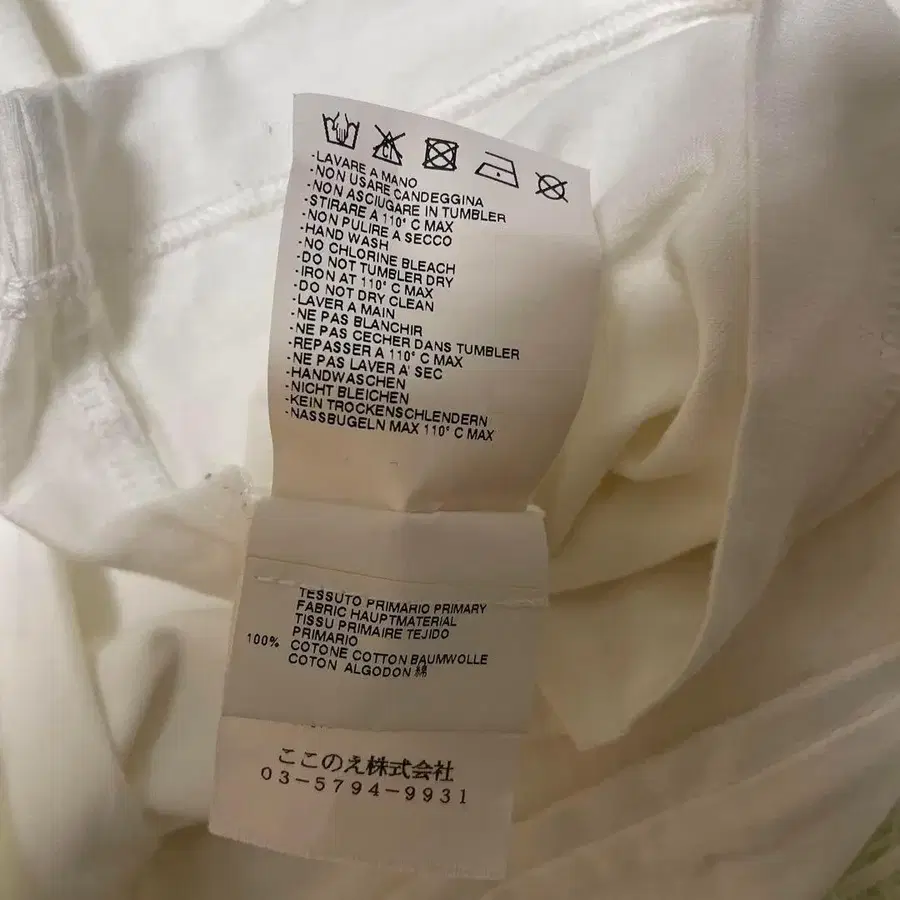 -LAVARE A MANO
-NON USARE CANDEGGINA
-NON ASCIUGARE IN TUMBLER
-STIRARE A 110° C MAX
-NON PULIRE A SECCO
-HAND WASH
-NO CHLORINE BLEACH
-DO NOT TUMBLER DRY
-IRON AT 110° C MAX
-DO NOT DRY CLEAN
-LAVER A MAIN
-NE PAS BLANCHIR
-NE PAS CECHER DANS TUMBLER
-REPASSER A 110° C MAX
-NE PAS LAVER A' SEC
-HANDWASCHEN
-NICHT BLEICHEN
-KEIN TROCKENSCHLENDERN
-NASSBUGELN MAX 110° C MAX
TESSUTO PRIMARIO PRIMARY
FABRIC HAUPTMATERIAL
TISSU PRIMAIRE TEJIDO
PRIMARIO
100% COTONE COTTON BAUMWOLLE
COTON ALGODON 綿
ここのえ株式会社
03-5794-9931